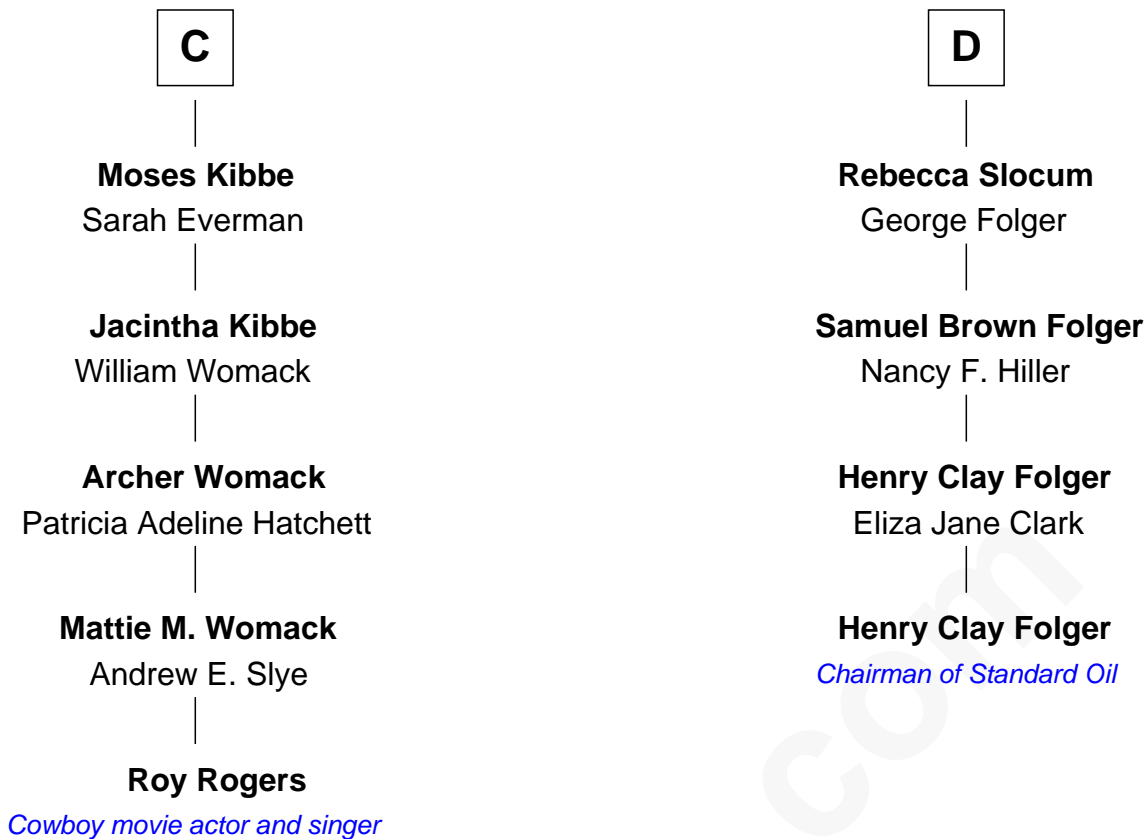 C
Moses Kibbe
Sarah Everman
Jacintha Kibbe
William Womack
Archer Womack
Patricia Adeline Hatchett
Mattie M. Womack
Andrew E. Slye
Roy Rogers
Cowboy movie actor and singer
D
Rebecca Slocum
George Folger
Samuel Brown Folger
Nancy F. Hiller
Henry Clay Folger
Eliza Jane Clark
Henry Clay Folger
Chairman of Standard Oil
com